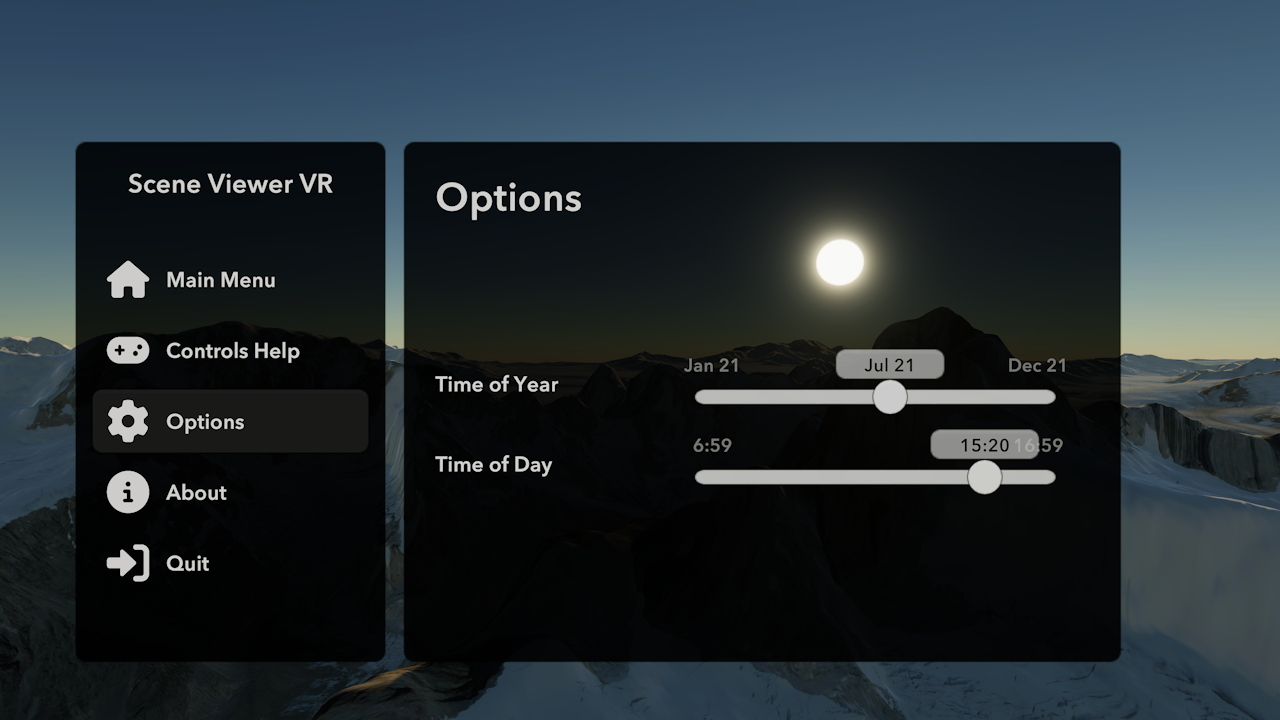 Scene Viewer VR
Main Menu
Controls Help
Options
About
Quit
Options
Jan 21
Jul 21
Dec 21
Time of Year
6:59
15:20
16:59
Time of Day